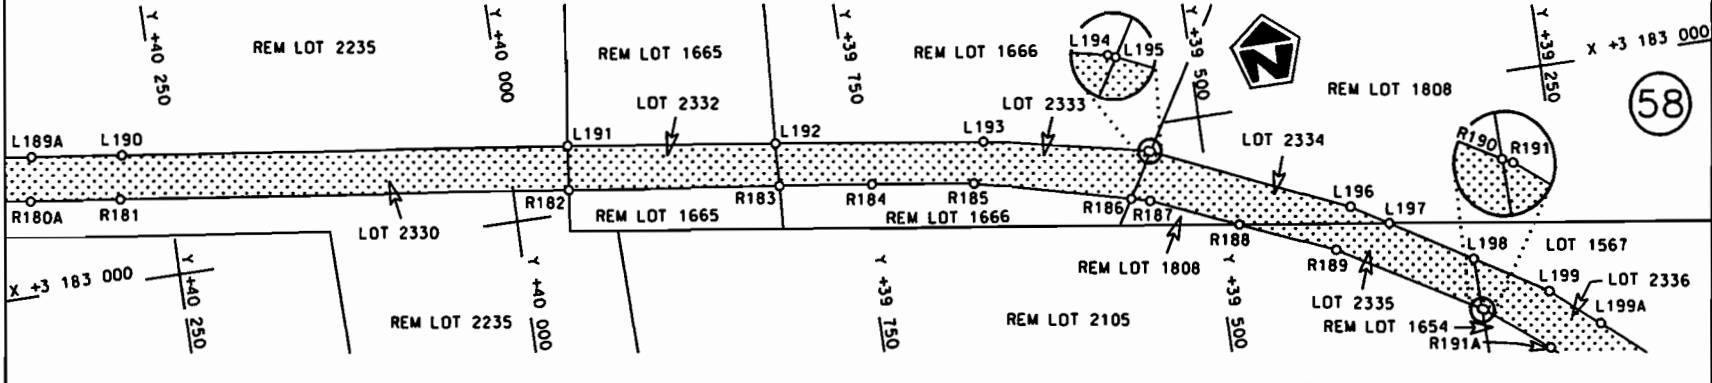 Y +40 250
REM LOT 2235
Y +40 000
REM LOT 1665
Y +39 750
REM LOT 1666
L194
L195
Y +39 500
N
REM LOT 1808
Y +39 250
X +3 183 000
58
LOT 2332
LOT 2333
LOT 2334
L189A
L190
L191
L192
L193
R190
R191
L196
L197
R180A
R181
R182
R183
R184
R185
R186
R187
R188
LOT 2330
REM LOT 1665
REM LOT 1666
REM LOT 1808
R189
L198
LOT 1567
L199
LOT 2336
L199A
X +3 183 000
Y +40 250
REM LOT 2235
Y +40 000
Y +39 750
REM LOT 2105
Y +39 500
LOT 2335
REM LOT 1654
R191A